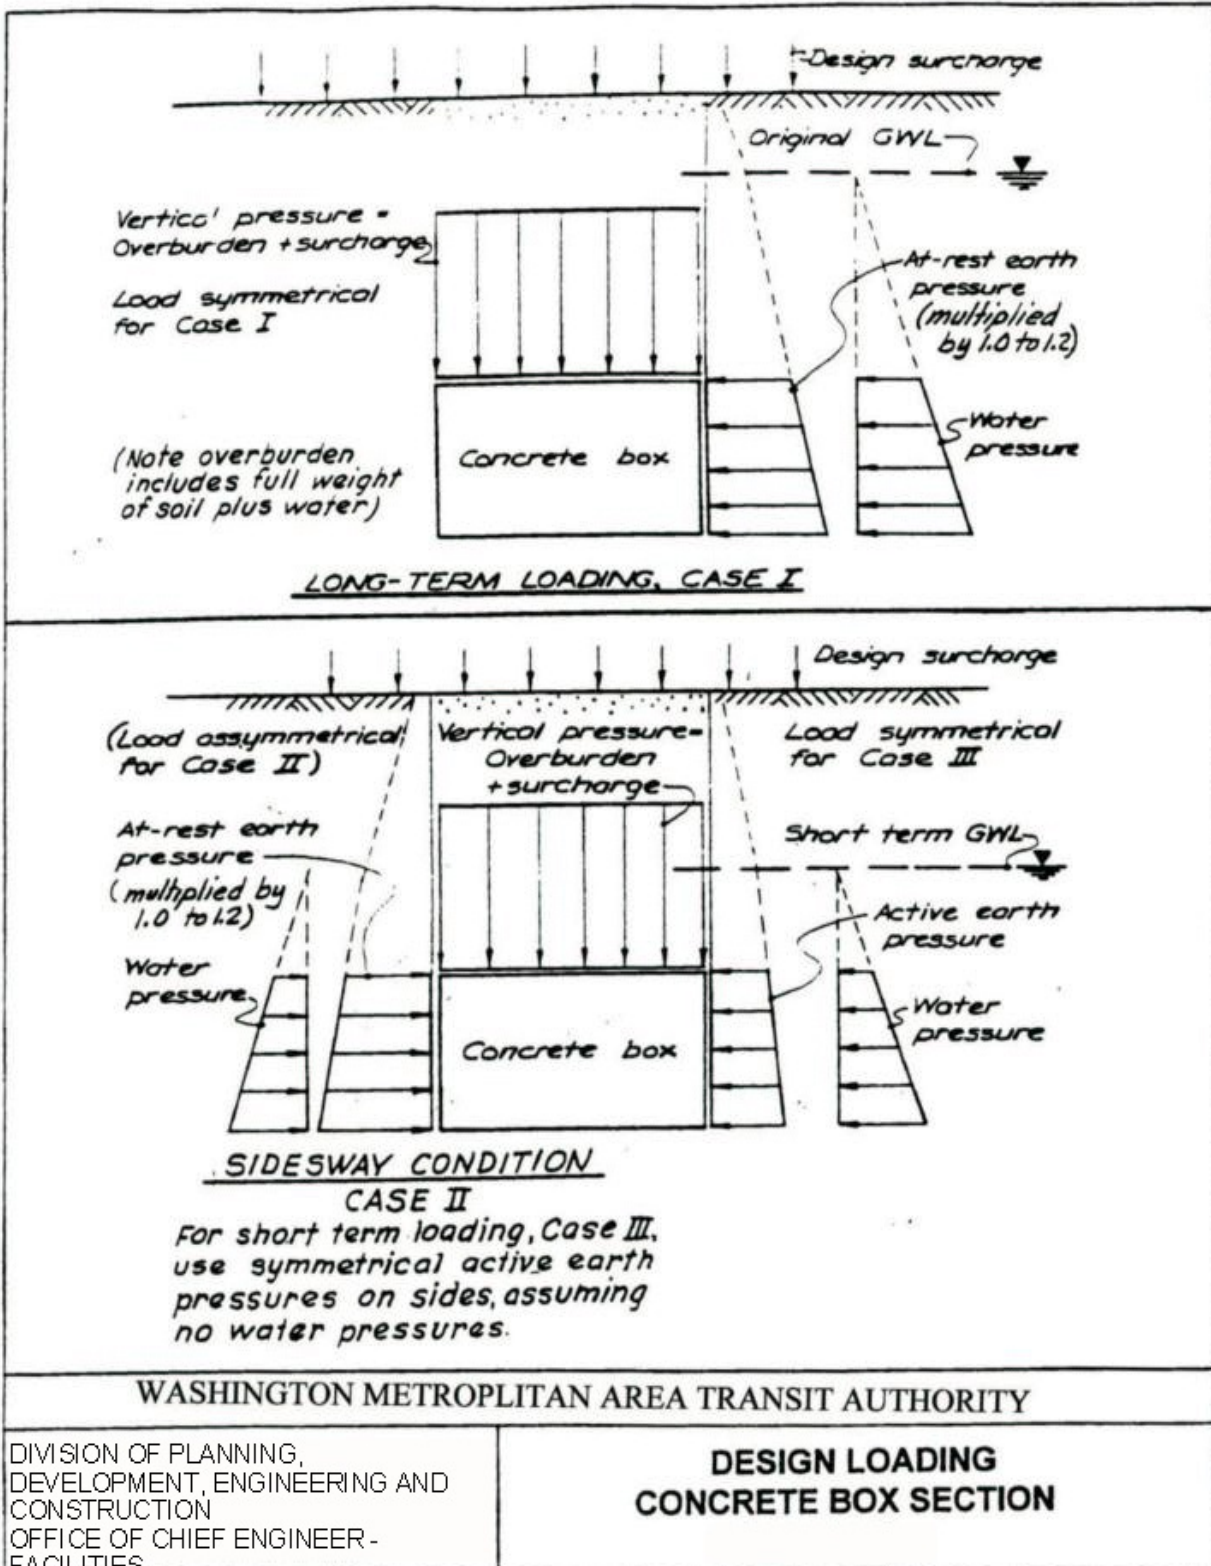 Design surcharge
Original GWL
Vertical pressure =
Overburden + surcharge
Load symmetrical
for Case I
At-rest earth
pressure
(multiplied
by 1.0 to 1.2)
(Note overburden
includes full weight
of soil plus water)
Concrete box
Water
pressure
LONG-TERM LOADING, CASE I
Design surcharge
(Load assymmetrical
for Case II)
Vertical pressure=
Overburden
+surcharge
Load symmetrical
for Case III
At-rest earth
pressure
(mulhplied by
1.0 to 1.2)
Short term GWL
Active earth
pressure
Water
pressure
Concrete box
Water
pressure
SIDESWAY CONDITION
CASE II
For short term loading, Case III,
use symmetrical active earth
pressures on sides, assuming
no water pressures.
WASHINGTON METROPLITAN AREA TRANSIT AUTHORITY
DIVISION OF PLANNING,
DEVELOPMENT, ENGINEERING AND
CONSTRUCTION
OFFICE OF CHIEF ENGINEER -
FACILITIES
DESIGN LOADING
CONCRETE BOX SECTION